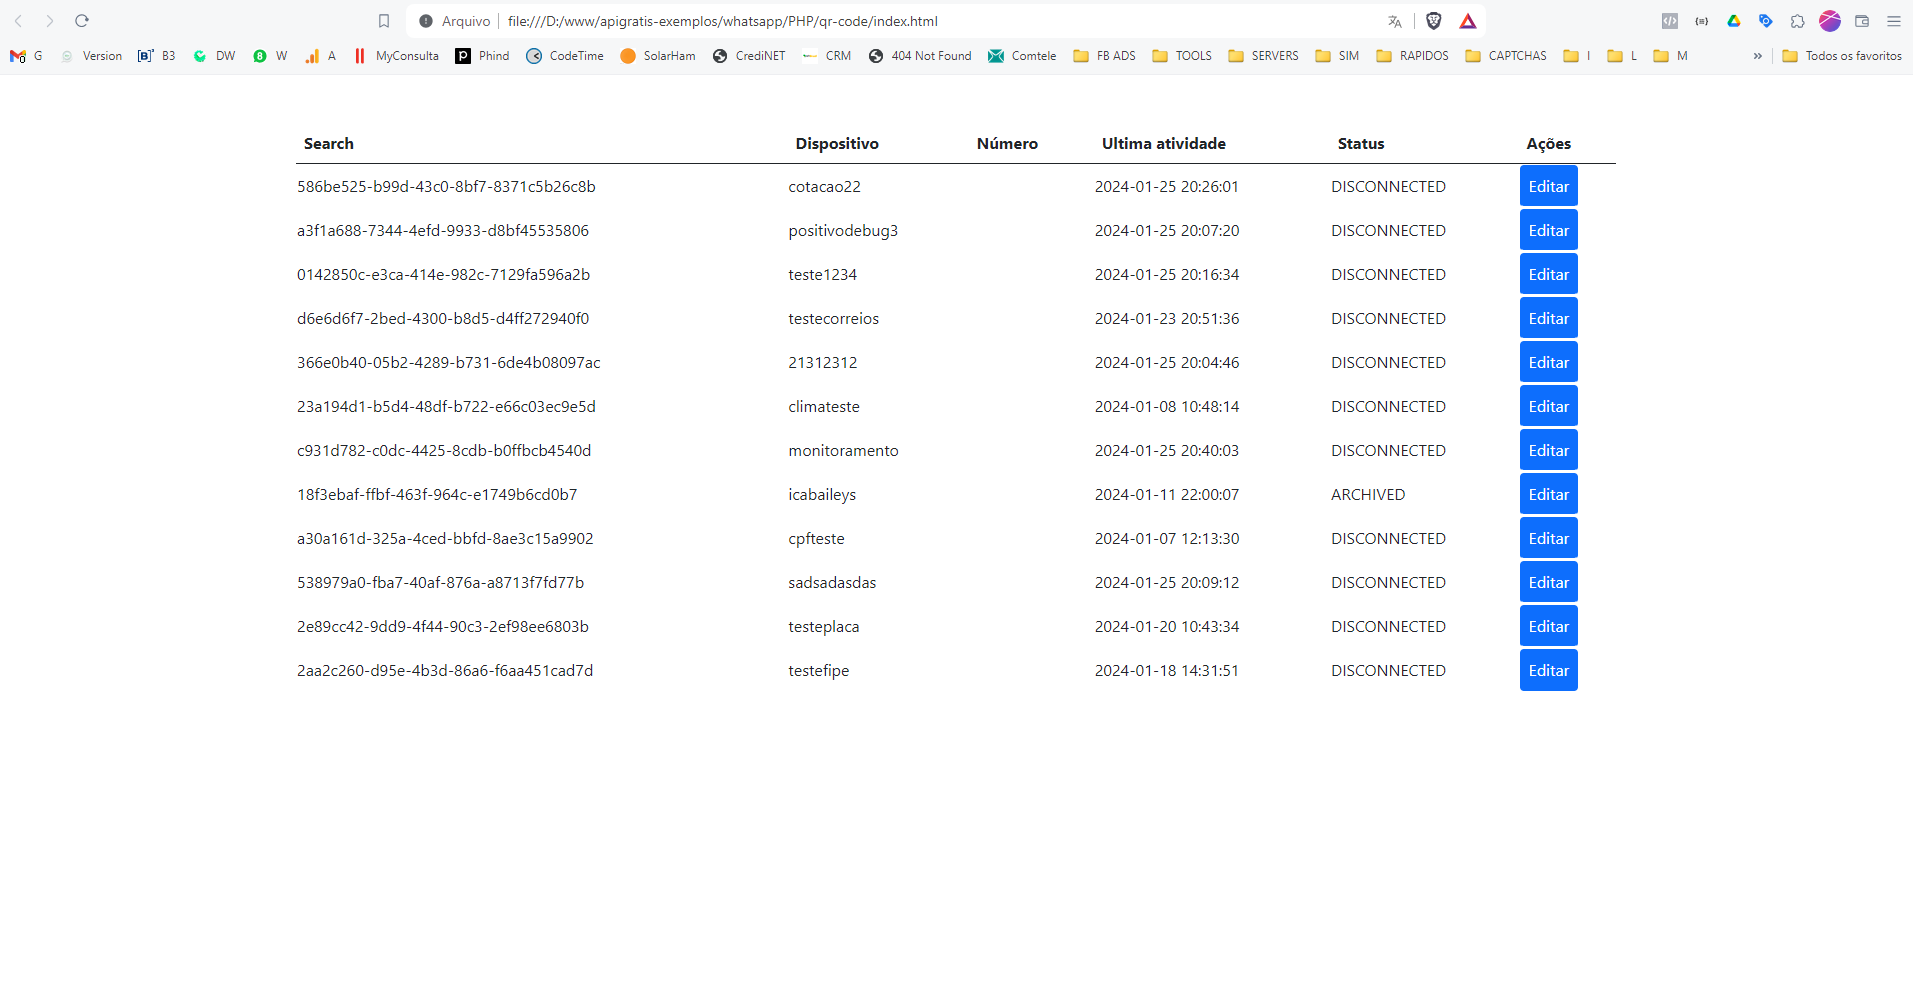 Arquivo file:///D:/www/apigratis-exemplos/whatsapp/PHP/qr-code/index.html
G Version B3 DW W A MyConsulta Phind CodeTime SolarHam CrediNET CRM 404 Not Found Comtele FB ADS TOOLS SERVERS SIM RAPIDOS CAPTCHAS I L M » Todos os favoritos
Search Dispositivo Número Ultima atividade Status Ações
586be525-b99d-43c0-8bf7-8371c5b26c8b cotacao22 2024-01-25 20:26:01 DISCONNECTED Editar
a3f1a688-7344-4efd-9933-d8bf45535806 positivodebug3 2024-01-25 20:07:20 DISCONNECTED Editar
0142850c-e3ca-414e-982c-7129fa596a2b teste1234 2024-01-25 20:16:34 DISCONNECTED Editar
d6e6d6f7-2bed-4300-b8d5-d4ff272940f0 testecorreios 2024-01-23 20:51:36 DISCONNECTED Editar
366e0b40-05b2-4289-b731-6de4b08097ac 21312312 2024-01-25 20:04:46 DISCONNECTED Editar
23a194d1-b5d4-48df-b722-e66c03ec9e5d climateste 2024-01-08 10:48:14 DISCONNECTED Editar
c931d782-c0dc-4425-8cdb-b0ffbcb4540d monitoramento 2024-01-25 20:40:03 DISCONNECTED Editar
18f3ebaf-ffbf-463f-964c-e1749b6cd0b7 icabaileys 2024-01-11 22:00:07 ARCHIVED Editar
a30a161d-325a-4ced-bbfd-8ae3c15a9902 cpfteste 2024-01-07 12:13:30 DISCONNECTED Editar
538979a0-fba7-40af-876a-a8713f7fd77b sadsadasdas 2024-01-25 20:09:12 DISCONNECTED Editar
2e89cc42-9dd9-4f44-90c3-2ef98ee6803b testeplaca 2024-01-20 10:43:34 DISCONNECTED Editar
2aa2c260-d95e-4b3d-86a6-f6aa451cad7d testefipe 2024-01-18 14:31:51 DISCONNECTED Editar